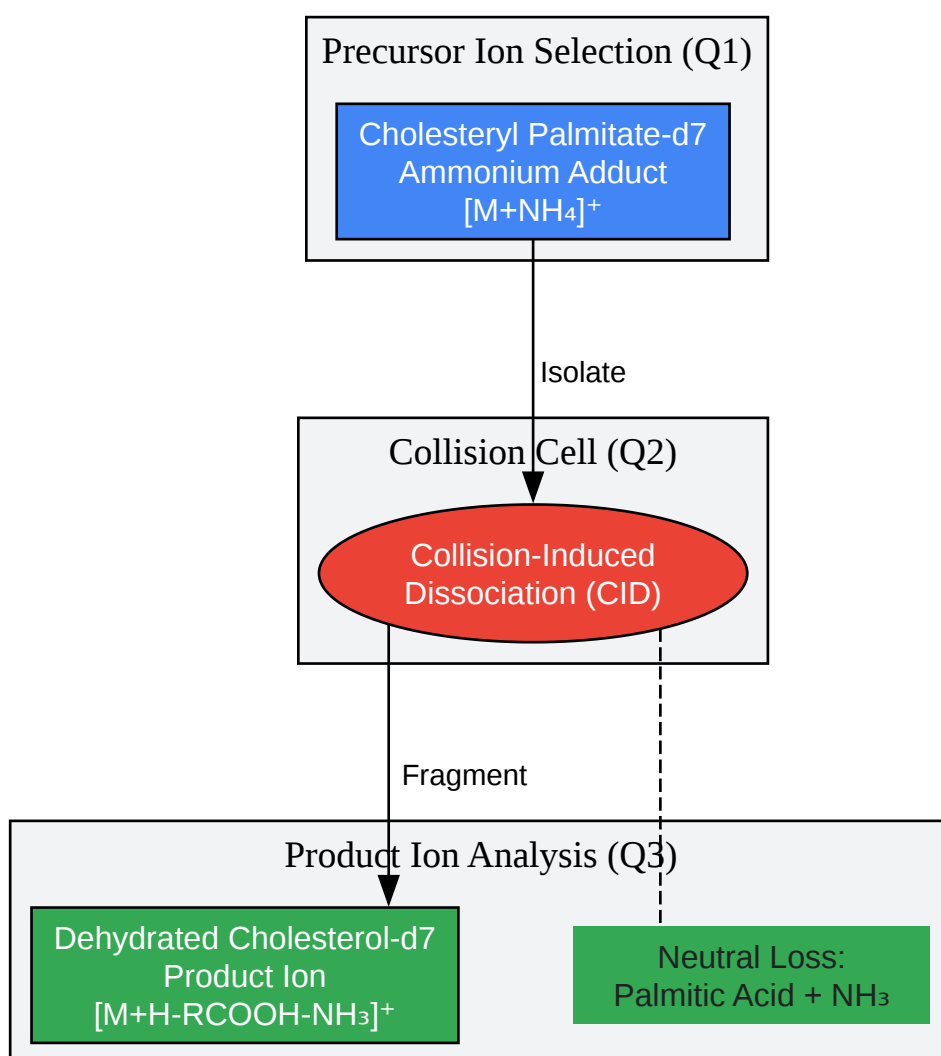 Precursor Ion Selection (Q1)
Cholesteryl Palmitate-d7
Ammonium Adduct
[M+NH₄]⁺
Isolate
Collision Cell (Q2)
Collision-Induced
Dissociation (CID)
Fragment
Product Ion Analysis (Q3)
Dehydrated Cholesterol-d7
Product Ion
[M+H-RCOOH-NH₃]⁺
Neutral Loss:
Palmitic Acid + NH₃